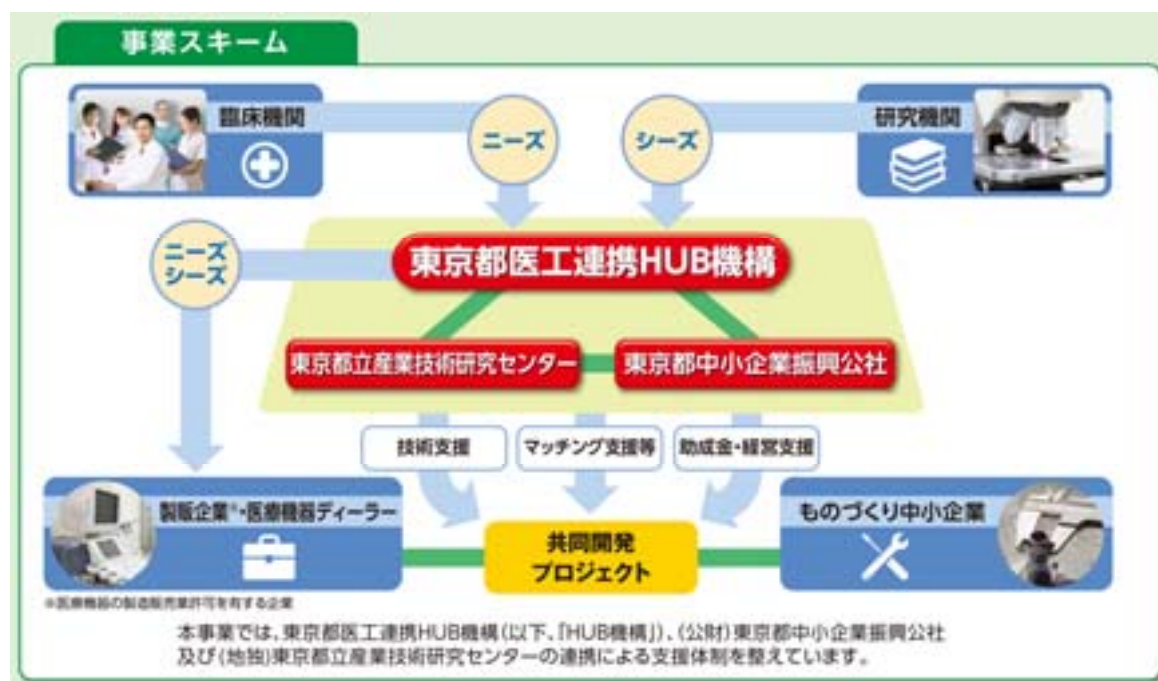 事業スキーム
臨床機関
ニーズ
シーズ
研究機関
東京都医工連携HUB機構
ニーズ
シーズ
東京都立産業技術研究センター
東京都中小企業振興公社
技術支援
マッチング支援等
助成金・経営支援
製販企業※・医療機器ディーラー
ものづくり中小企業
共同開発
プロジェクト
※医療機器の製造販売業許可を有する企業
本事業では、東京都医工連携HUB機構(以下、「HUB機構」)、(公財)東京都中小企業振興公社
及び(地独)東京都立産業技術研究センターの連携による支援体制を整えています。